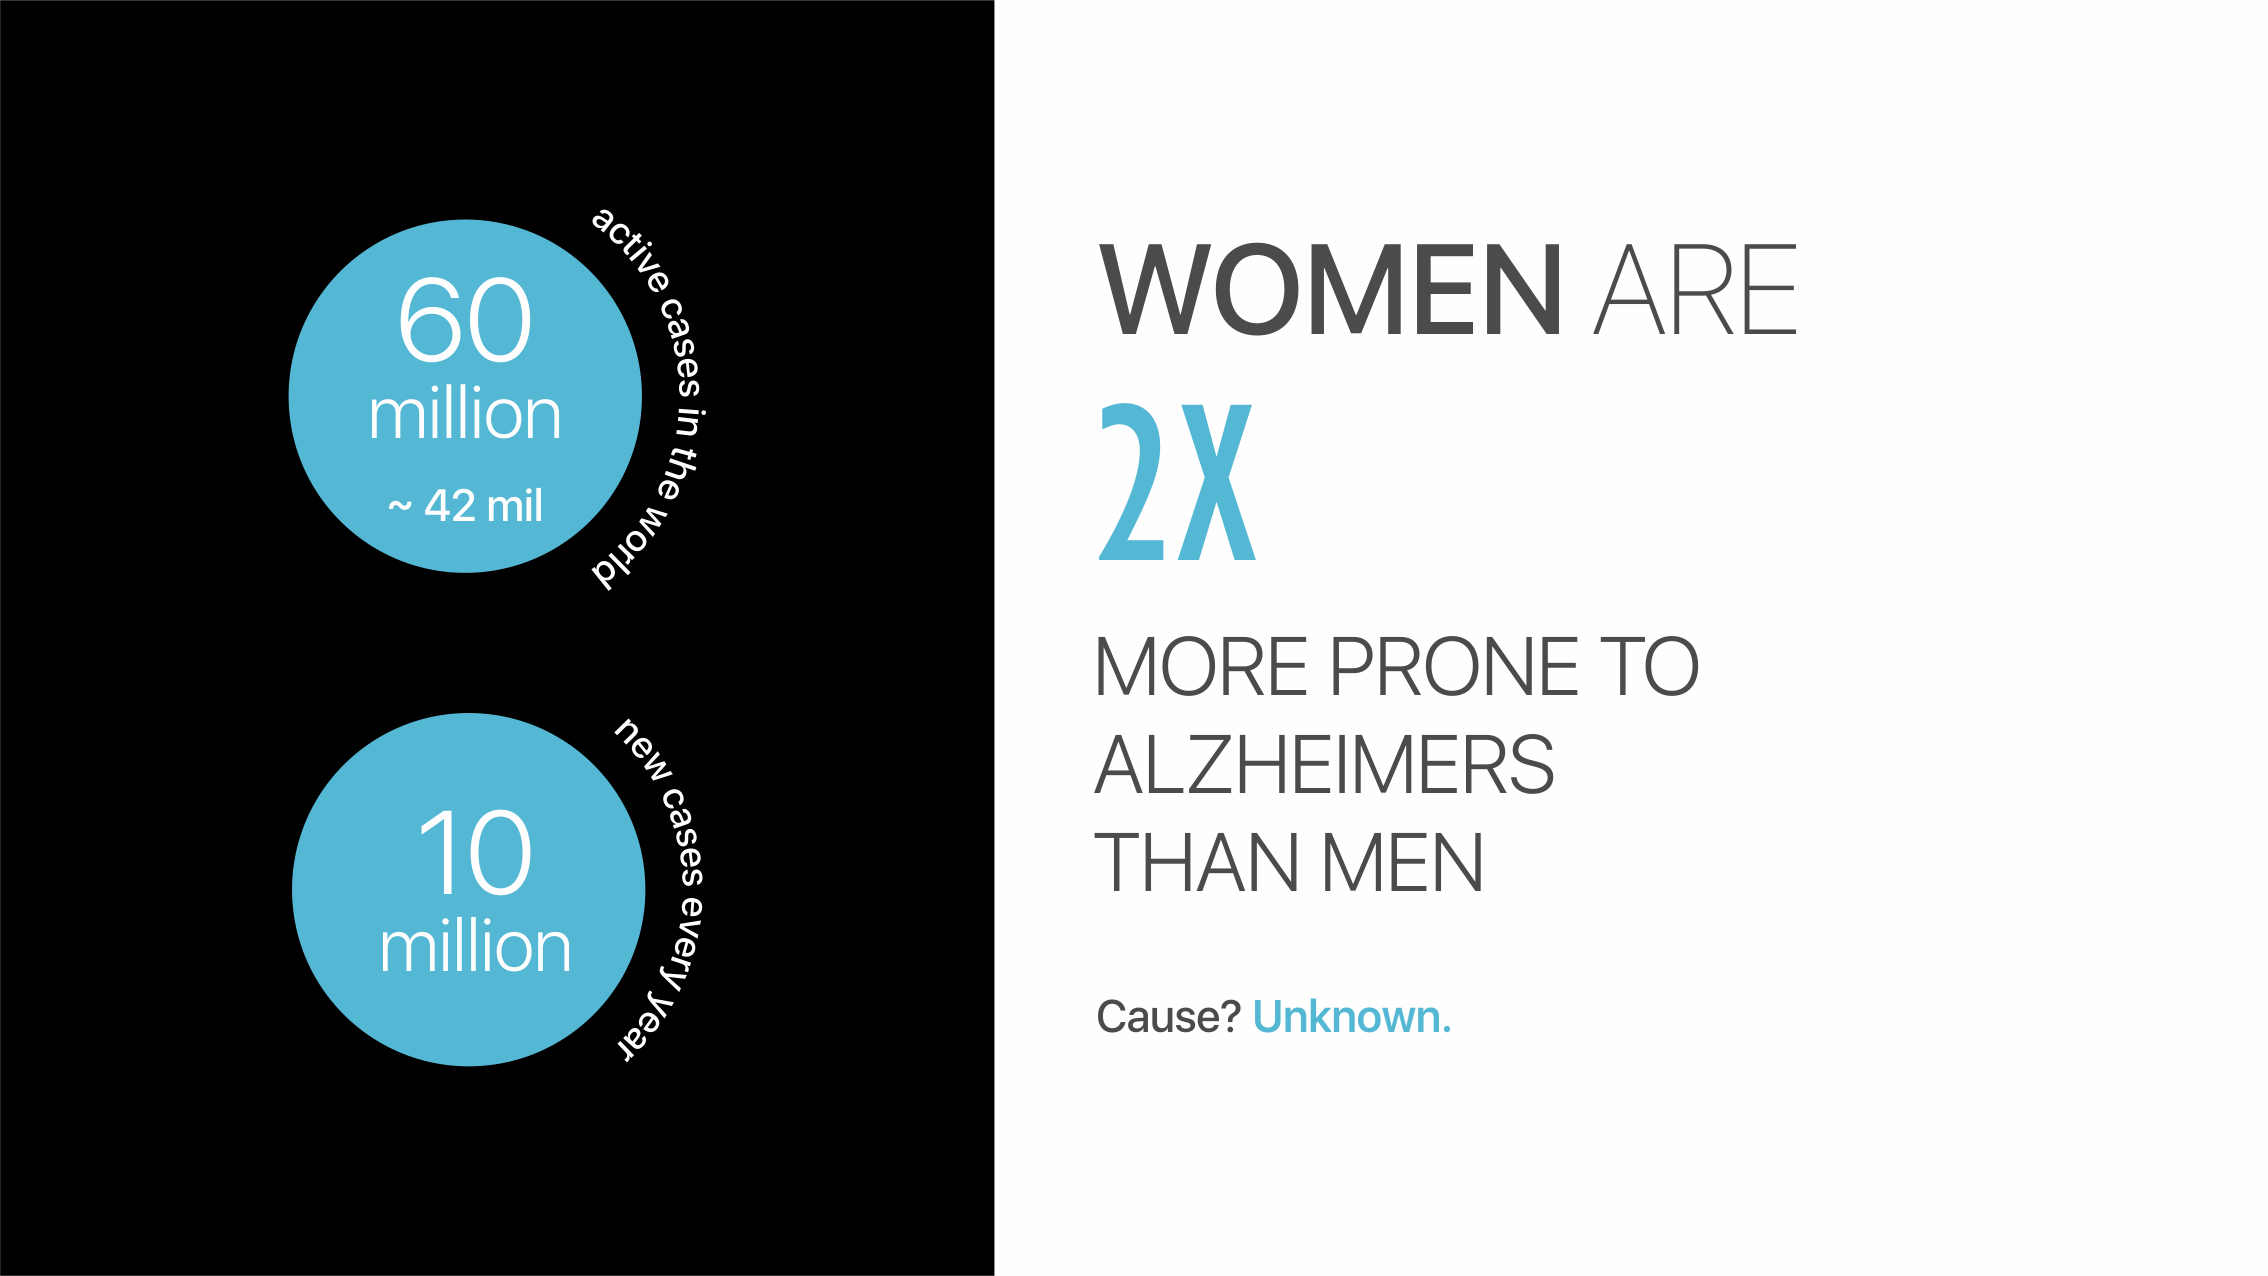 60
million
~ 42 mil
active cases in the world
10
million
new cases every year
WOMEN ARE
2X
MORE PRONE TO
ALZHEIMERS
THAN MEN
Cause? Unknown.